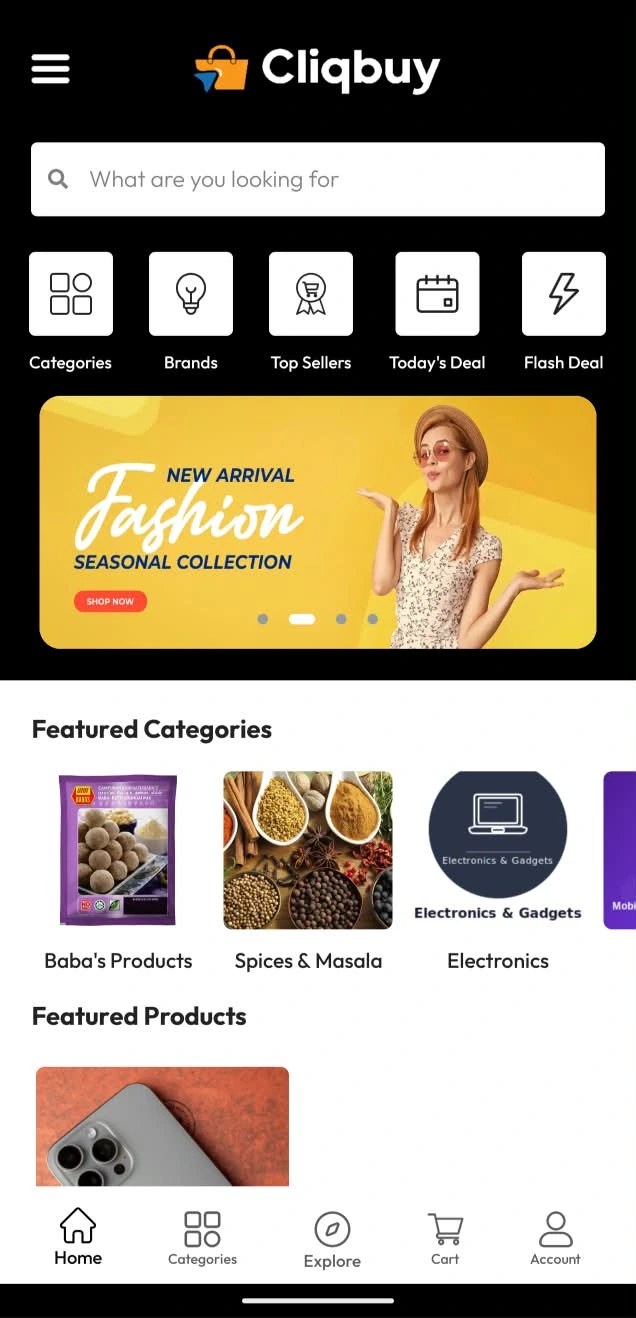 Cliqbuy
What are you looking for
Categories
Brands
Top Sellers
Today's Deal
Flash Deal
NEW ARRIVAL
Fashion
SEASONAL COLLECTION
SHOP NOW
Featured Categories
BABAS
Electronics & Gadgets
Electronics & Gadgets
Mobi
Baba's Products
Spices & Masala
Electronics
Featured Products
Home
Categories
Explore
Cart
Account